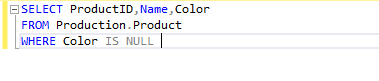 SELECT ProductID,Name,Color
FROM Production.Product
WHERE Color IS NULL